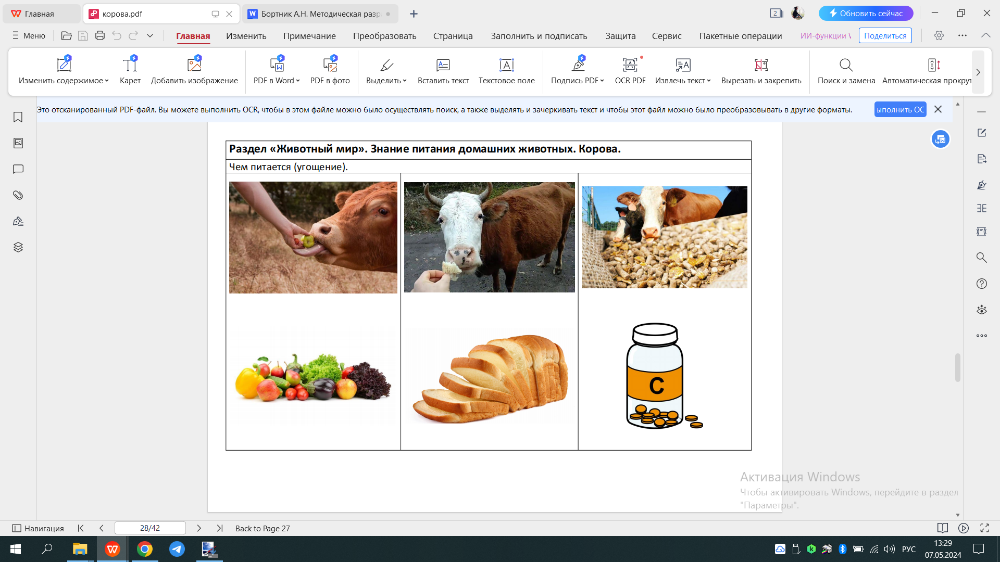 Главная
корова.pdf
Бортник А.Н. Методическая разр
2
Обновить сейчас
Меню
Главная
Изменить
Примечание
Преобразовать
Страница
Заполнить и подписать
Защита
Сервис
Пакетные операции
ИИ-функции
Поделиться
Изменить содержимое
Карет
Добавить изображение
PDF в Word
PDF в фото
Выделить
Вставить текст
Текстовое поле
Подпись PDF
OCR PDF
Извлечь текст
Вырезать и закрепить
Поиск и замена
Автоматическая прокрут
Это отсканированный PDF-файл. Вы можете выполнить OCR, чтобы в этом файле можно было осуществлять поиск, а также выделять и зачеркивать текст и чтобы этот файл можно было преобразовывать в другие форматы.
ыполнить ОС
Раздел «Животный мир». Знание питания домашних животных. Корова.
Чем питается (угощение).
C
Активация Windows
Чтобы активировать Windows, перейдите в раздел
"Параметры".
Навигация
28/42
Back to Page 27
РУС
13:29
07.05.2024